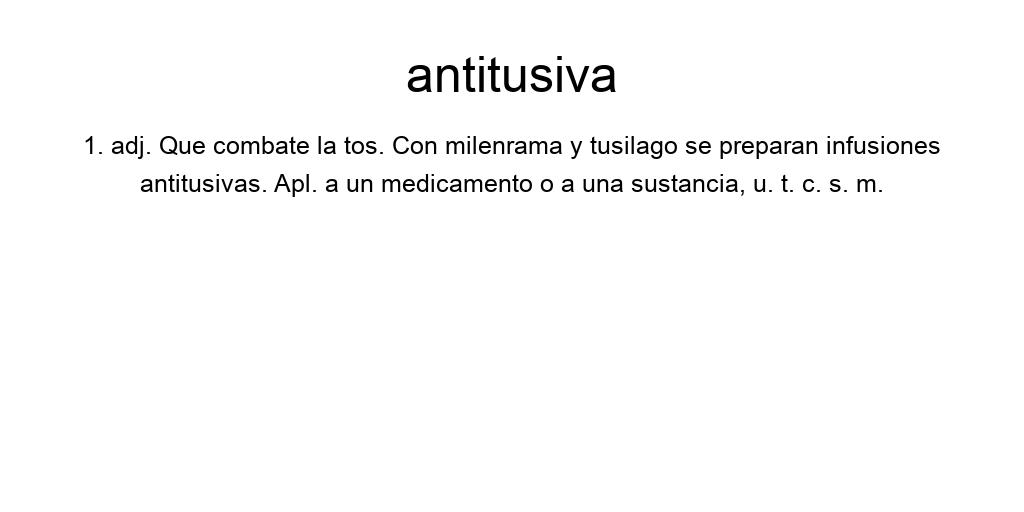 antitusiva
1. adj. Que combate la tos. Con milenrama y tusilago se preparan infusiones
antitusivas. Apl. a un medicamento o a una sustancia, u. t. c. s. m.